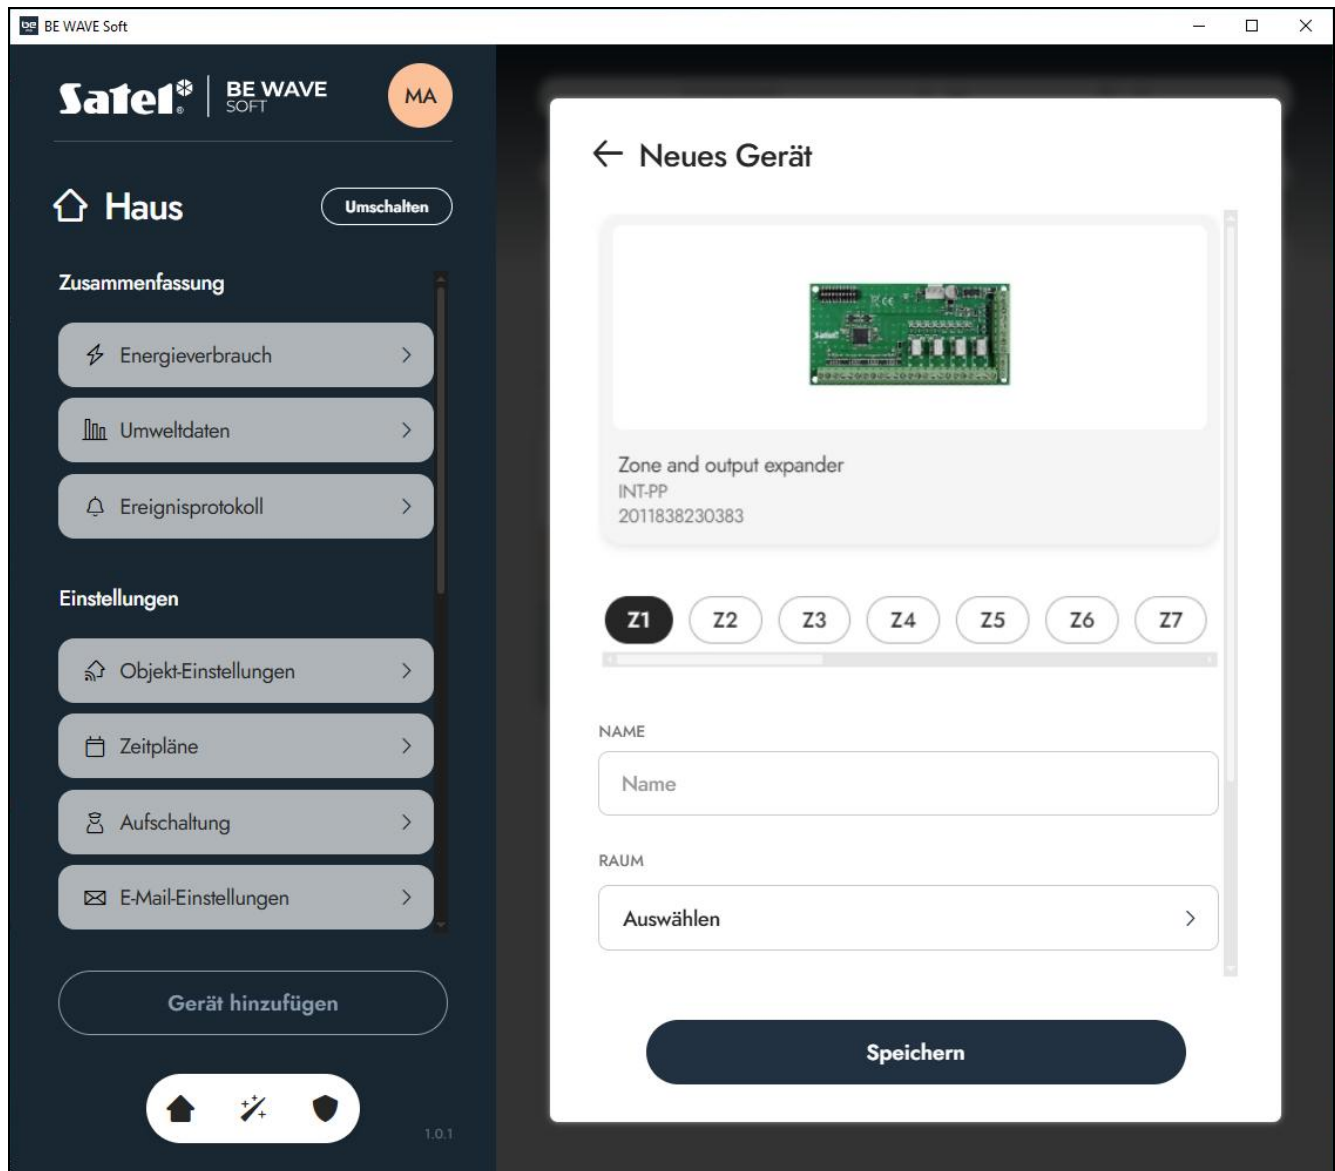 be BE WAVE Soft
Satel® BE WAVE
SOFT
MA
Haus
Umschalten
Zusammenfassung
Energieverbrauch
Umweltdaten
Ereignisprotokoll
Einstellungen
Objekt-Einstellungen
Zeitpläne
Aufschaltung
E-Mail-Einstellungen
Gerät hinzufügen
1.0.1
Neues Gerät
Satel
Zone and output expander
INT-PP
2011838230383
Z1 Z2 Z3 Z4 Z5 Z6 Z7
NAME
Name
RAUM
Auswählen
Speichern